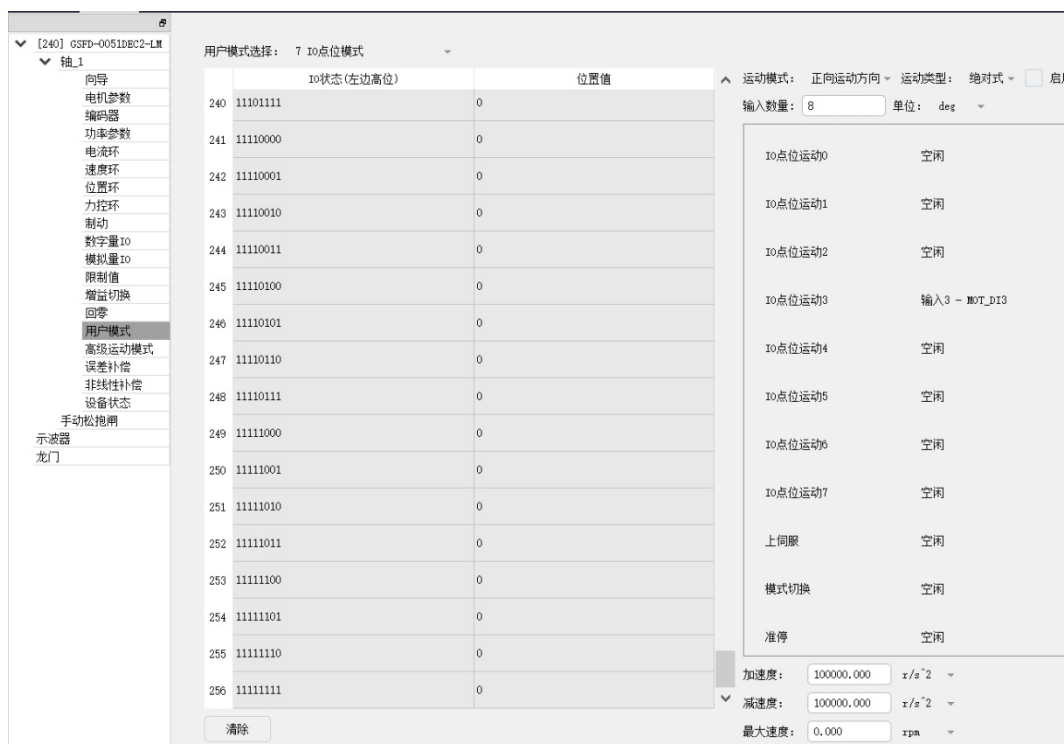 [240] GSFD-0051DEC2-LM
轴_1
向导
电机参数
编码器
功率参数
电流环
速度环
位置环
力控环
制动
数字量IO
模拟量IO
限制值
增益切换
回零
用户模式
高级运动模式
误差补偿
非线性补偿
设备状态
手动松抱闸
示波器
龙门
用户模式选择: 7 IO点位模式
IO状态(左边高位) 位置值
240 11101111 0
241 11110000 0
242 11110001 0
243 11110010 0
244 11110011 0
245 11110100 0
246 11110101 0
247 11110110 0
248 11110111 0
249 11111000 0
250 11111001 0
251 11111010 0
252 11111011 0
253 11111100 0
254 11111101 0
255 11111110 0
256 11111111 0
清除
运动模式: 正向运动方向 运动类型: 绝对式 启
输入数量: 8 单位: deg
IO点位运动0 空闲
IO点位运动1 空闲
IO点位运动2 空闲
IO点位运动3 输入3 - MOT_DI3
IO点位运动4 空闲
IO点位运动5 空闲
IO点位运动6 空闲
IO点位运动7 空闲
上伺服 空闲
模式切换 空闲
准停 空闲
加速度: 100000.000 r/s^2
减速度: 100000.000 r/s^2
最大速度: 0.000 rpm